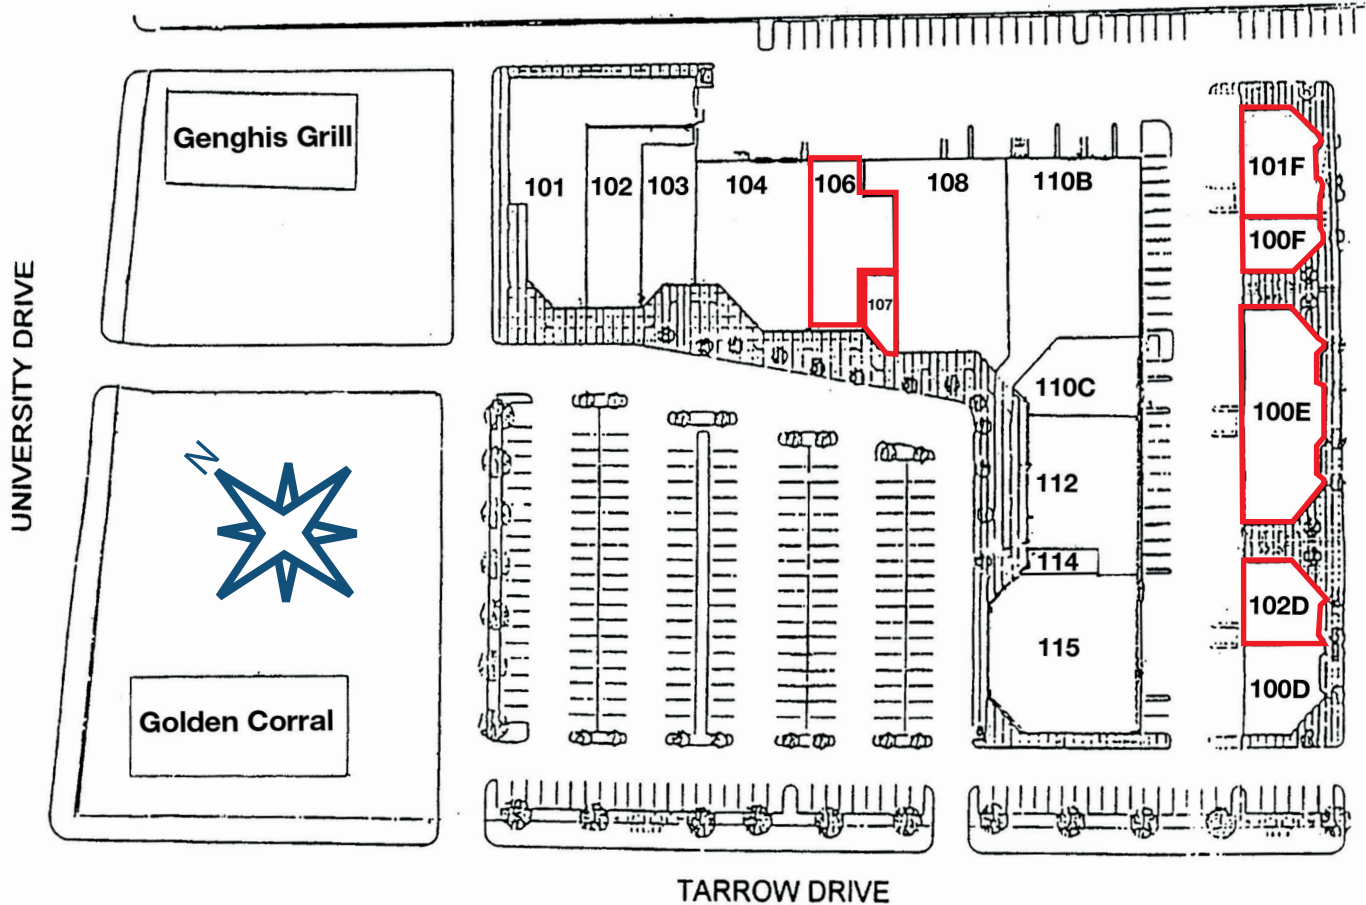 Genghis Grill
101
102
103
104
106
108
110B
101F
100F
107
UNIVERSITY DRIVE
N
110C
100E
112
114
102D
115
100D
Golden Corral
TARROW DRIVE